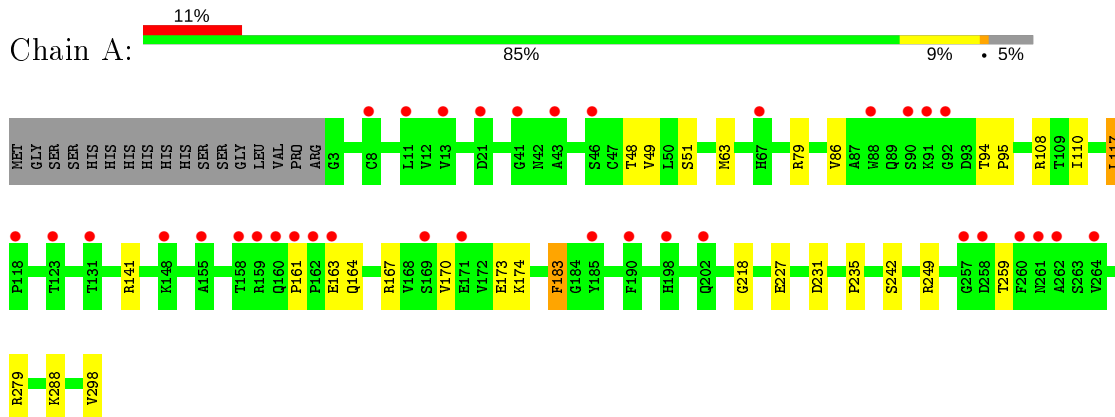 11%
Chain A:
85% 9% • 5%
MET GLY SER SER HIS HIS HIS HIS HIS HIS SER SER GLY LEU VAL PRO ARG G3 C8 L11 V12 V13 D21 G41 N42 A43 S46 C47 T48 V49 L50 S51 M63 H67 R79 V86 A87 W88 Q89 S90 K91 G92 D93 T94 P95 R108 T109 I110 L117
P118 T123 T131 R141 K148 A155 T158 R159 Q160 P161 P162 E163 Q164 R167 V168 S169 V170 E171 V172 E173 K174 F183 G184 Y185 F190 H198 Q202 G218 E227 D231 P235 S242 R249 G257 D258 T259 F260 N261 A262 S263 V264
R279 K288 V298